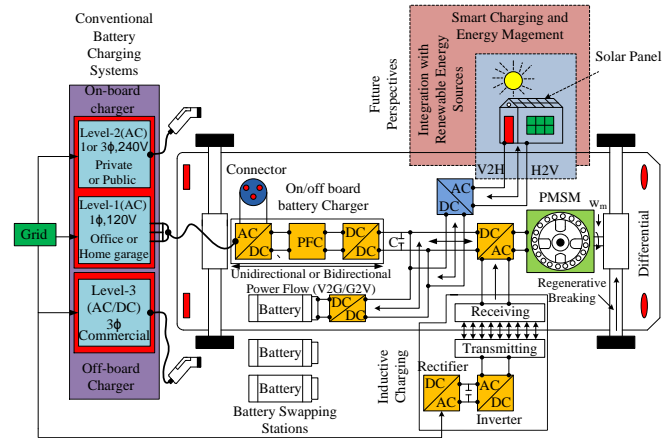 Conventional
Battery
Charging
Systems
On-board
charger
Level-2(AC)
1or 3ϕ,240V
Private
or Public
Level-1(AC)
1ϕ,120V
Office or
Home garage
Grid
Level-3
(AC/DC)
3ϕ
Commercial
Off-board
Charger
Smart Charging and
Energy Magement
Future
Perspectives
Integration with
Renewable Energy
Sources
Solar Panel
V2H
H2V
Connector
On/off board
battery Charger
AC
DC
PFC
DC
DC
C
AC
DC
DC
AC
PMSM
wm
Differential
Unidirectional or Bidirectional
Power Flow (V2G/G2V)
Regenerative
Breaking
Battery
DC
DC
Receiving
Transmitting
Battery
Battery
Battery Swapping
Stations
Inductive
Charging
Rectifier
DC
AC
AC
DC
Inverter